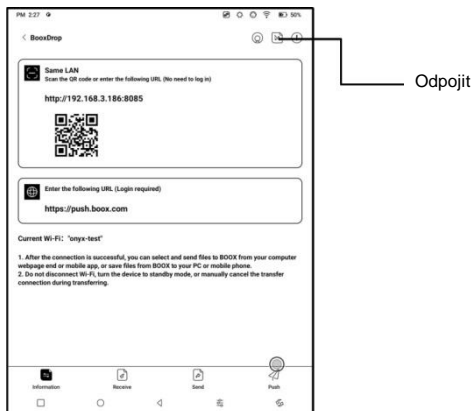 PM 2:27
50%
BooxDrop
Odpojit
Same LAN
Scan the QR code or enter the following URL (No need to log in)
http://192.168.3.186:8085
Enter the following URL (Login required)
https://push.boox.com
Current Wi-Fi: "onyx-test"
1. After the connection is successful, you can select and send files to BOOX from your computer
webpage end or mobile app, or save files from BOOX to your PC or mobile phone.
2. Do not disconnect Wi-Fi, turn the device to standby mode, or manually cancel the transfer
connection during transferring.
Information Receive Send Push